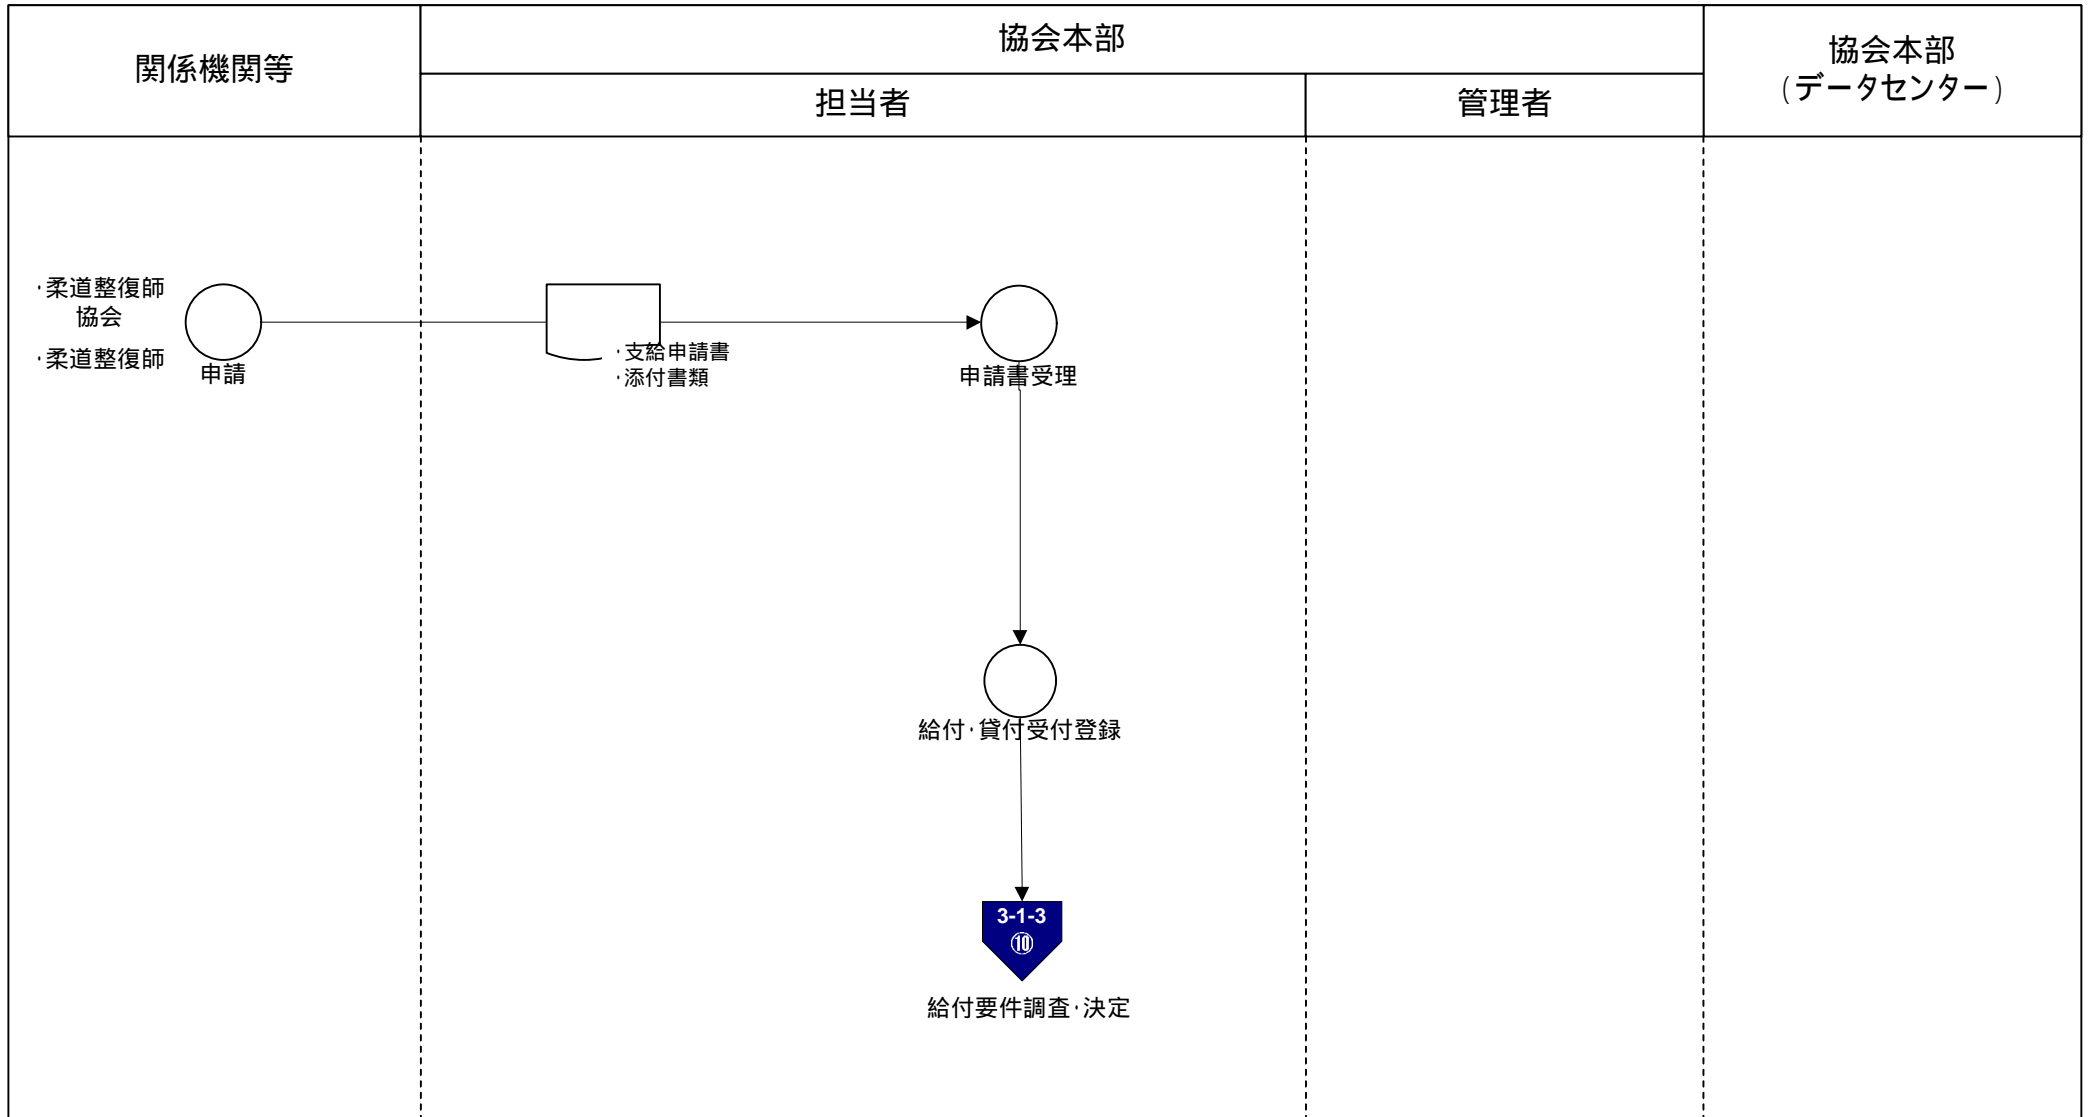 関係機関等
協会本部
担当者
管理者
協会本部
(データセンター)
・柔道整復師
協会
・柔道整復師
申請
・支給申請書
・添付書類
申請書受理
給付・貸付受付登録
3-1-3
⑩
給付要件調査・決定